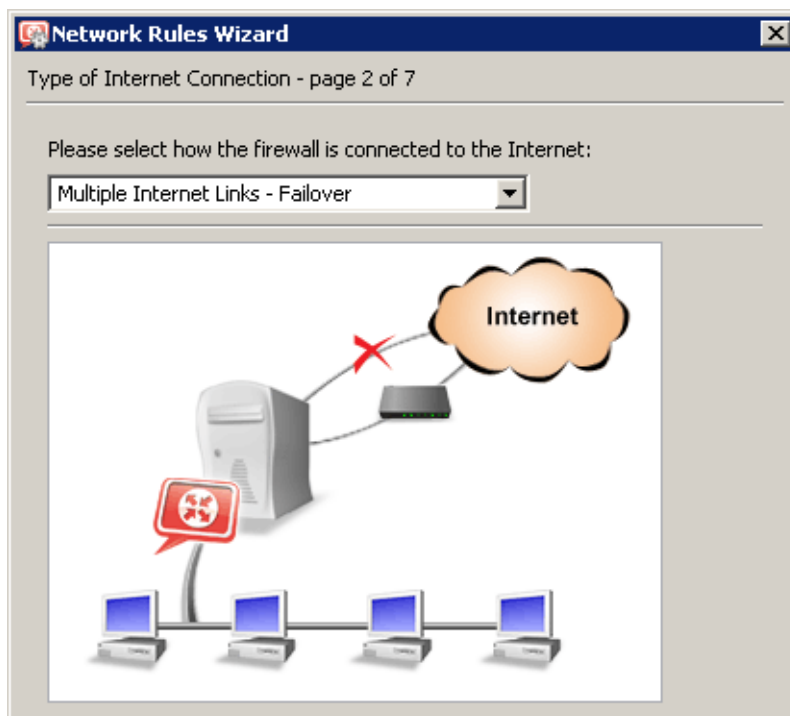 Network Rules Wizard
Type of Internet Connection - page 2 of 7
Please select how the firewall is connected to the Internet:
Multiple Internet Links - Failover
Internet